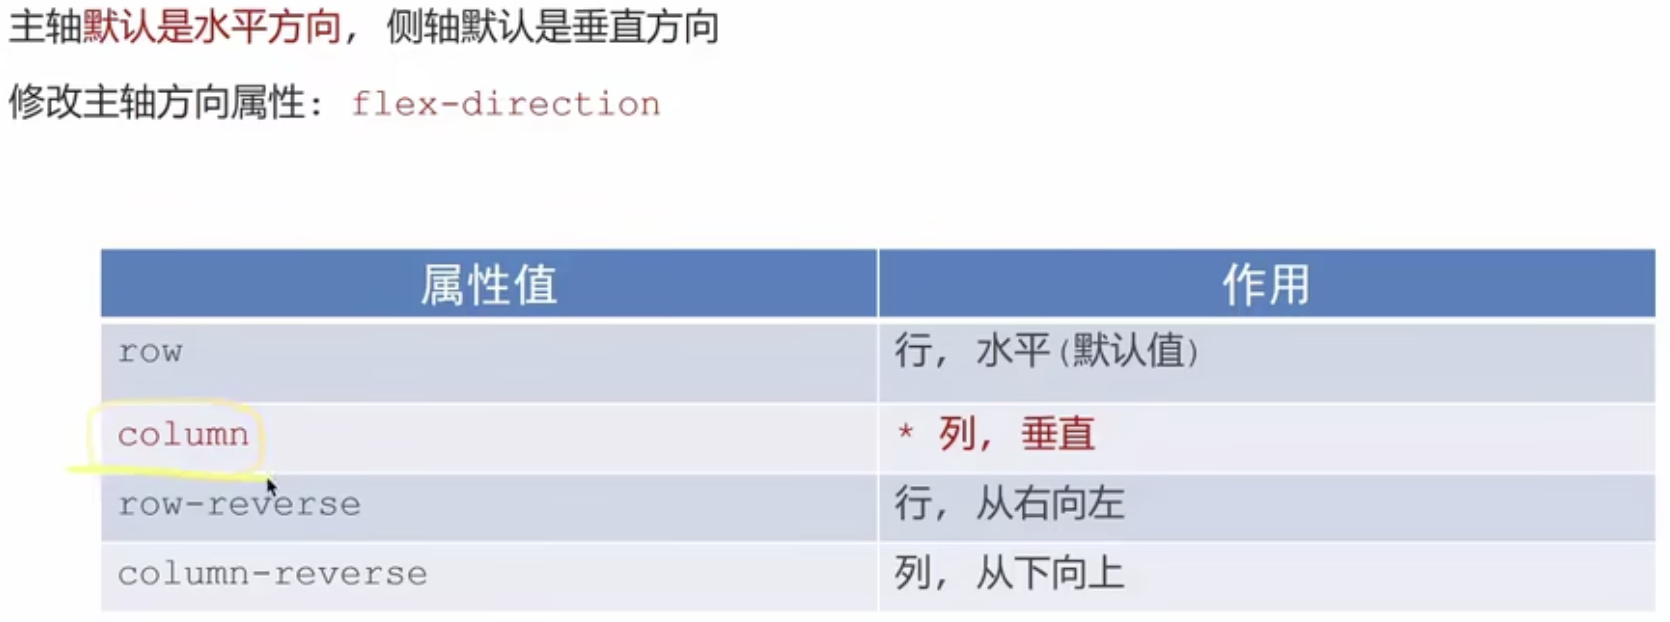 主轴默认是水平方向, 侧轴默认是垂直方向
修改主轴方向属性: flex-direction
属性值 作用
row 行, 水平(默认值)
column * 列, 垂直
row-reverse 行, 从右向左
column-reverse 列, 从下向上